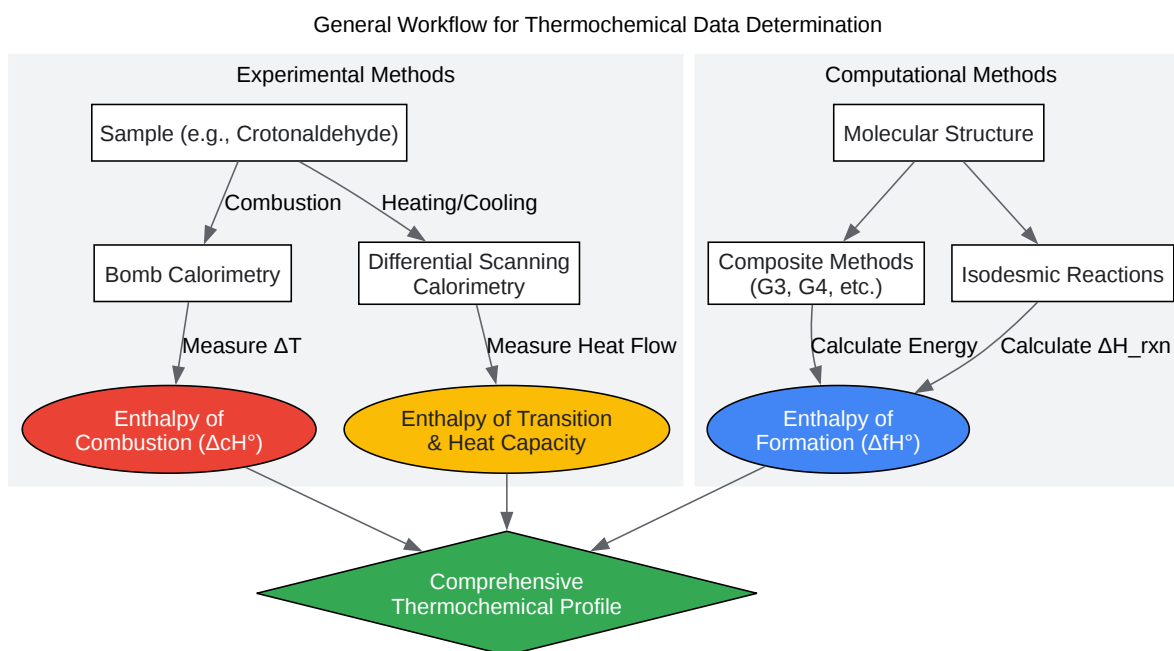 General Workflow for Thermochemical Data Determination
Experimental Methods
Computational Methods
Sample (e.g., Crotonaldehyde)
Molecular Structure
Combustion
Heating/Cooling
Bomb Calorimetry
Differential Scanning
Calorimetry
Composite Methods
(G3, G4, etc.)
Isodesmic Reactions
Measure ΔT
Measure Heat Flow
Calculate Energy
Calculate ΔH_rxn
Enthalpy of
Combustion (ΔcH°)
Enthalpy of Transition
& Heat Capacity
Enthalpy of
Formation (ΔfH°)
Comprehensive
Thermochemical Profile